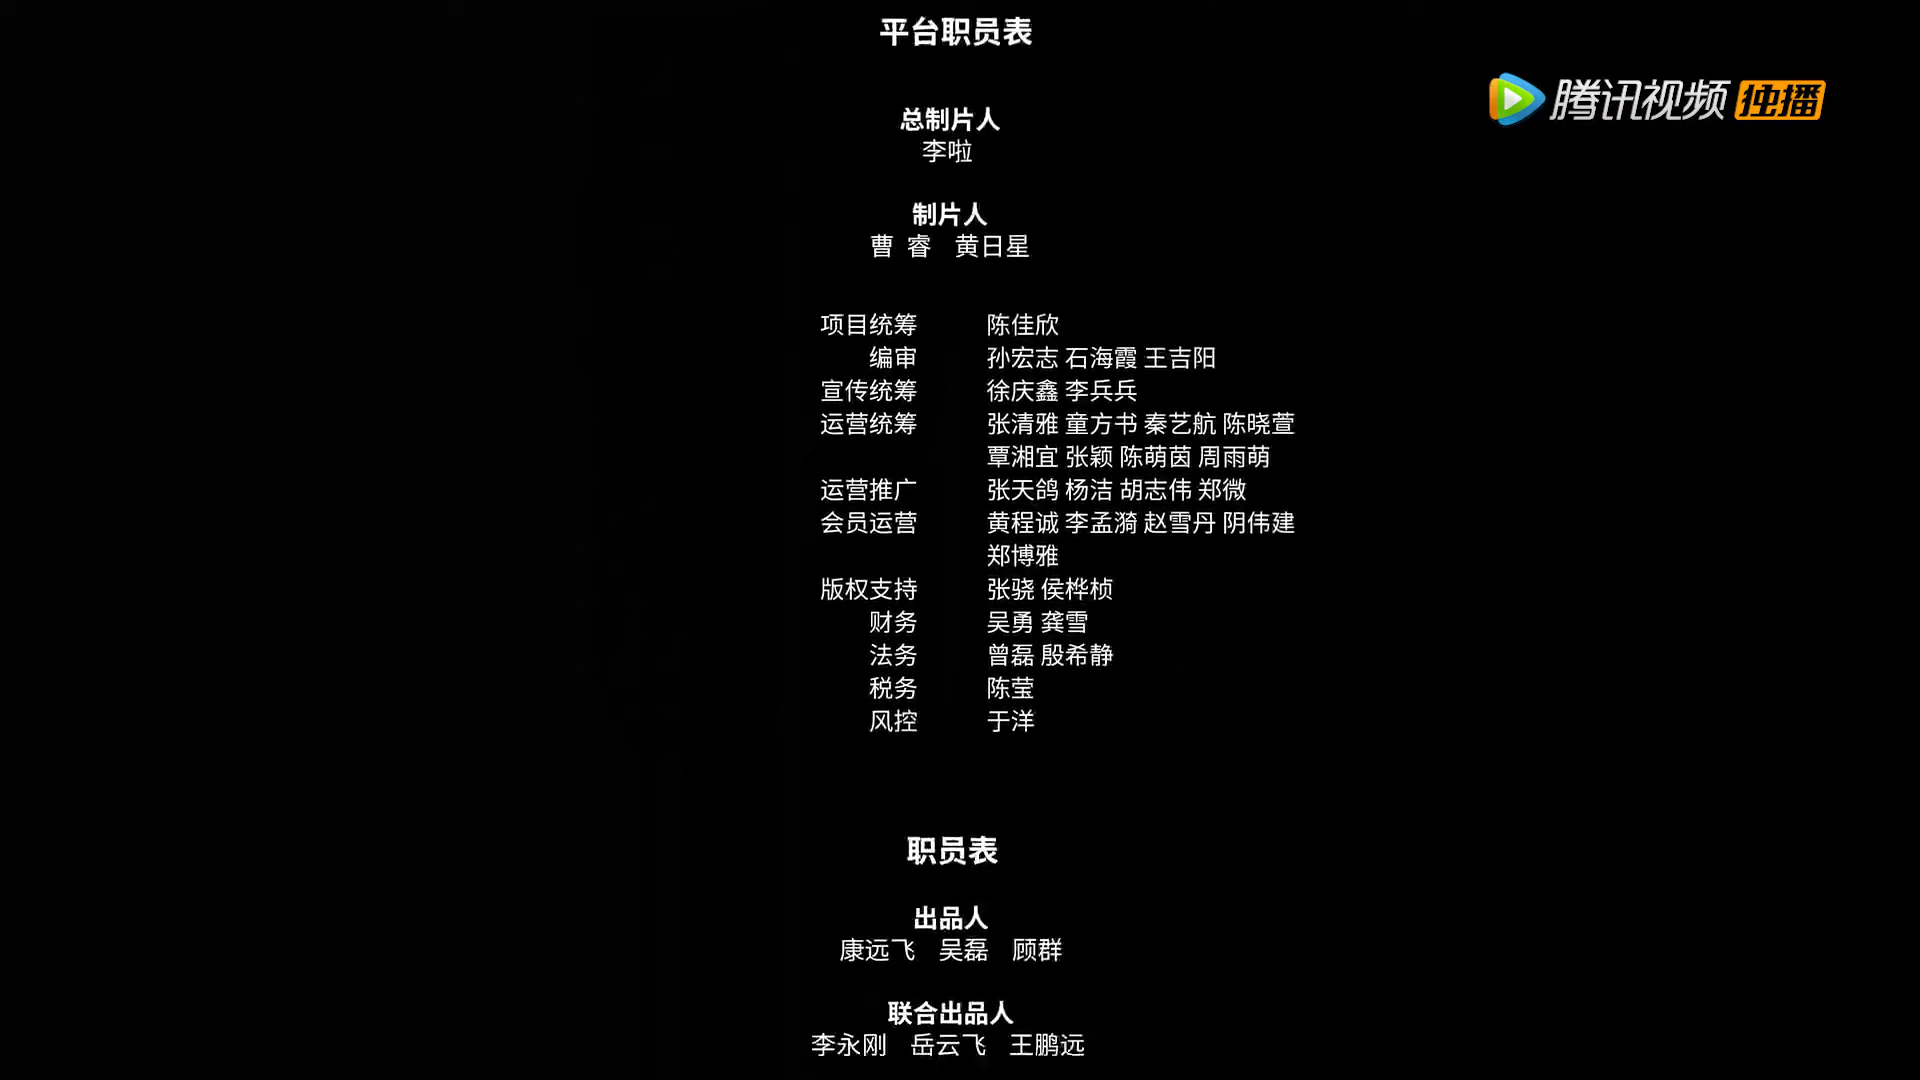 平台职员表
腾讯视频 独播
总制片人
李啦
制片人
曹 睿 黄日星
项目统筹 陈佳欣
编审 孙宏志 石海霞 王吉阳
宣传统筹 徐庆鑫 李兵兵
运营统筹 张清雅 童方书 秦艺航 陈晓萱
覃湘宜 张颖 陈萌茵 周雨萌
运营推广 张天鸽 杨洁 胡志伟 郑微
会员运营 黄程诚 李孟漪 赵雪丹 阴伟建
郑博雅
版权支持 张骁 侯桦桢
财务 吴勇 龚雪
法务 曾磊 殷希静
税务 陈莹
风控 于洋
职员表
出品人
康远飞 吴磊 顾群
联合出品人
李永刚 岳云飞 王鹏远